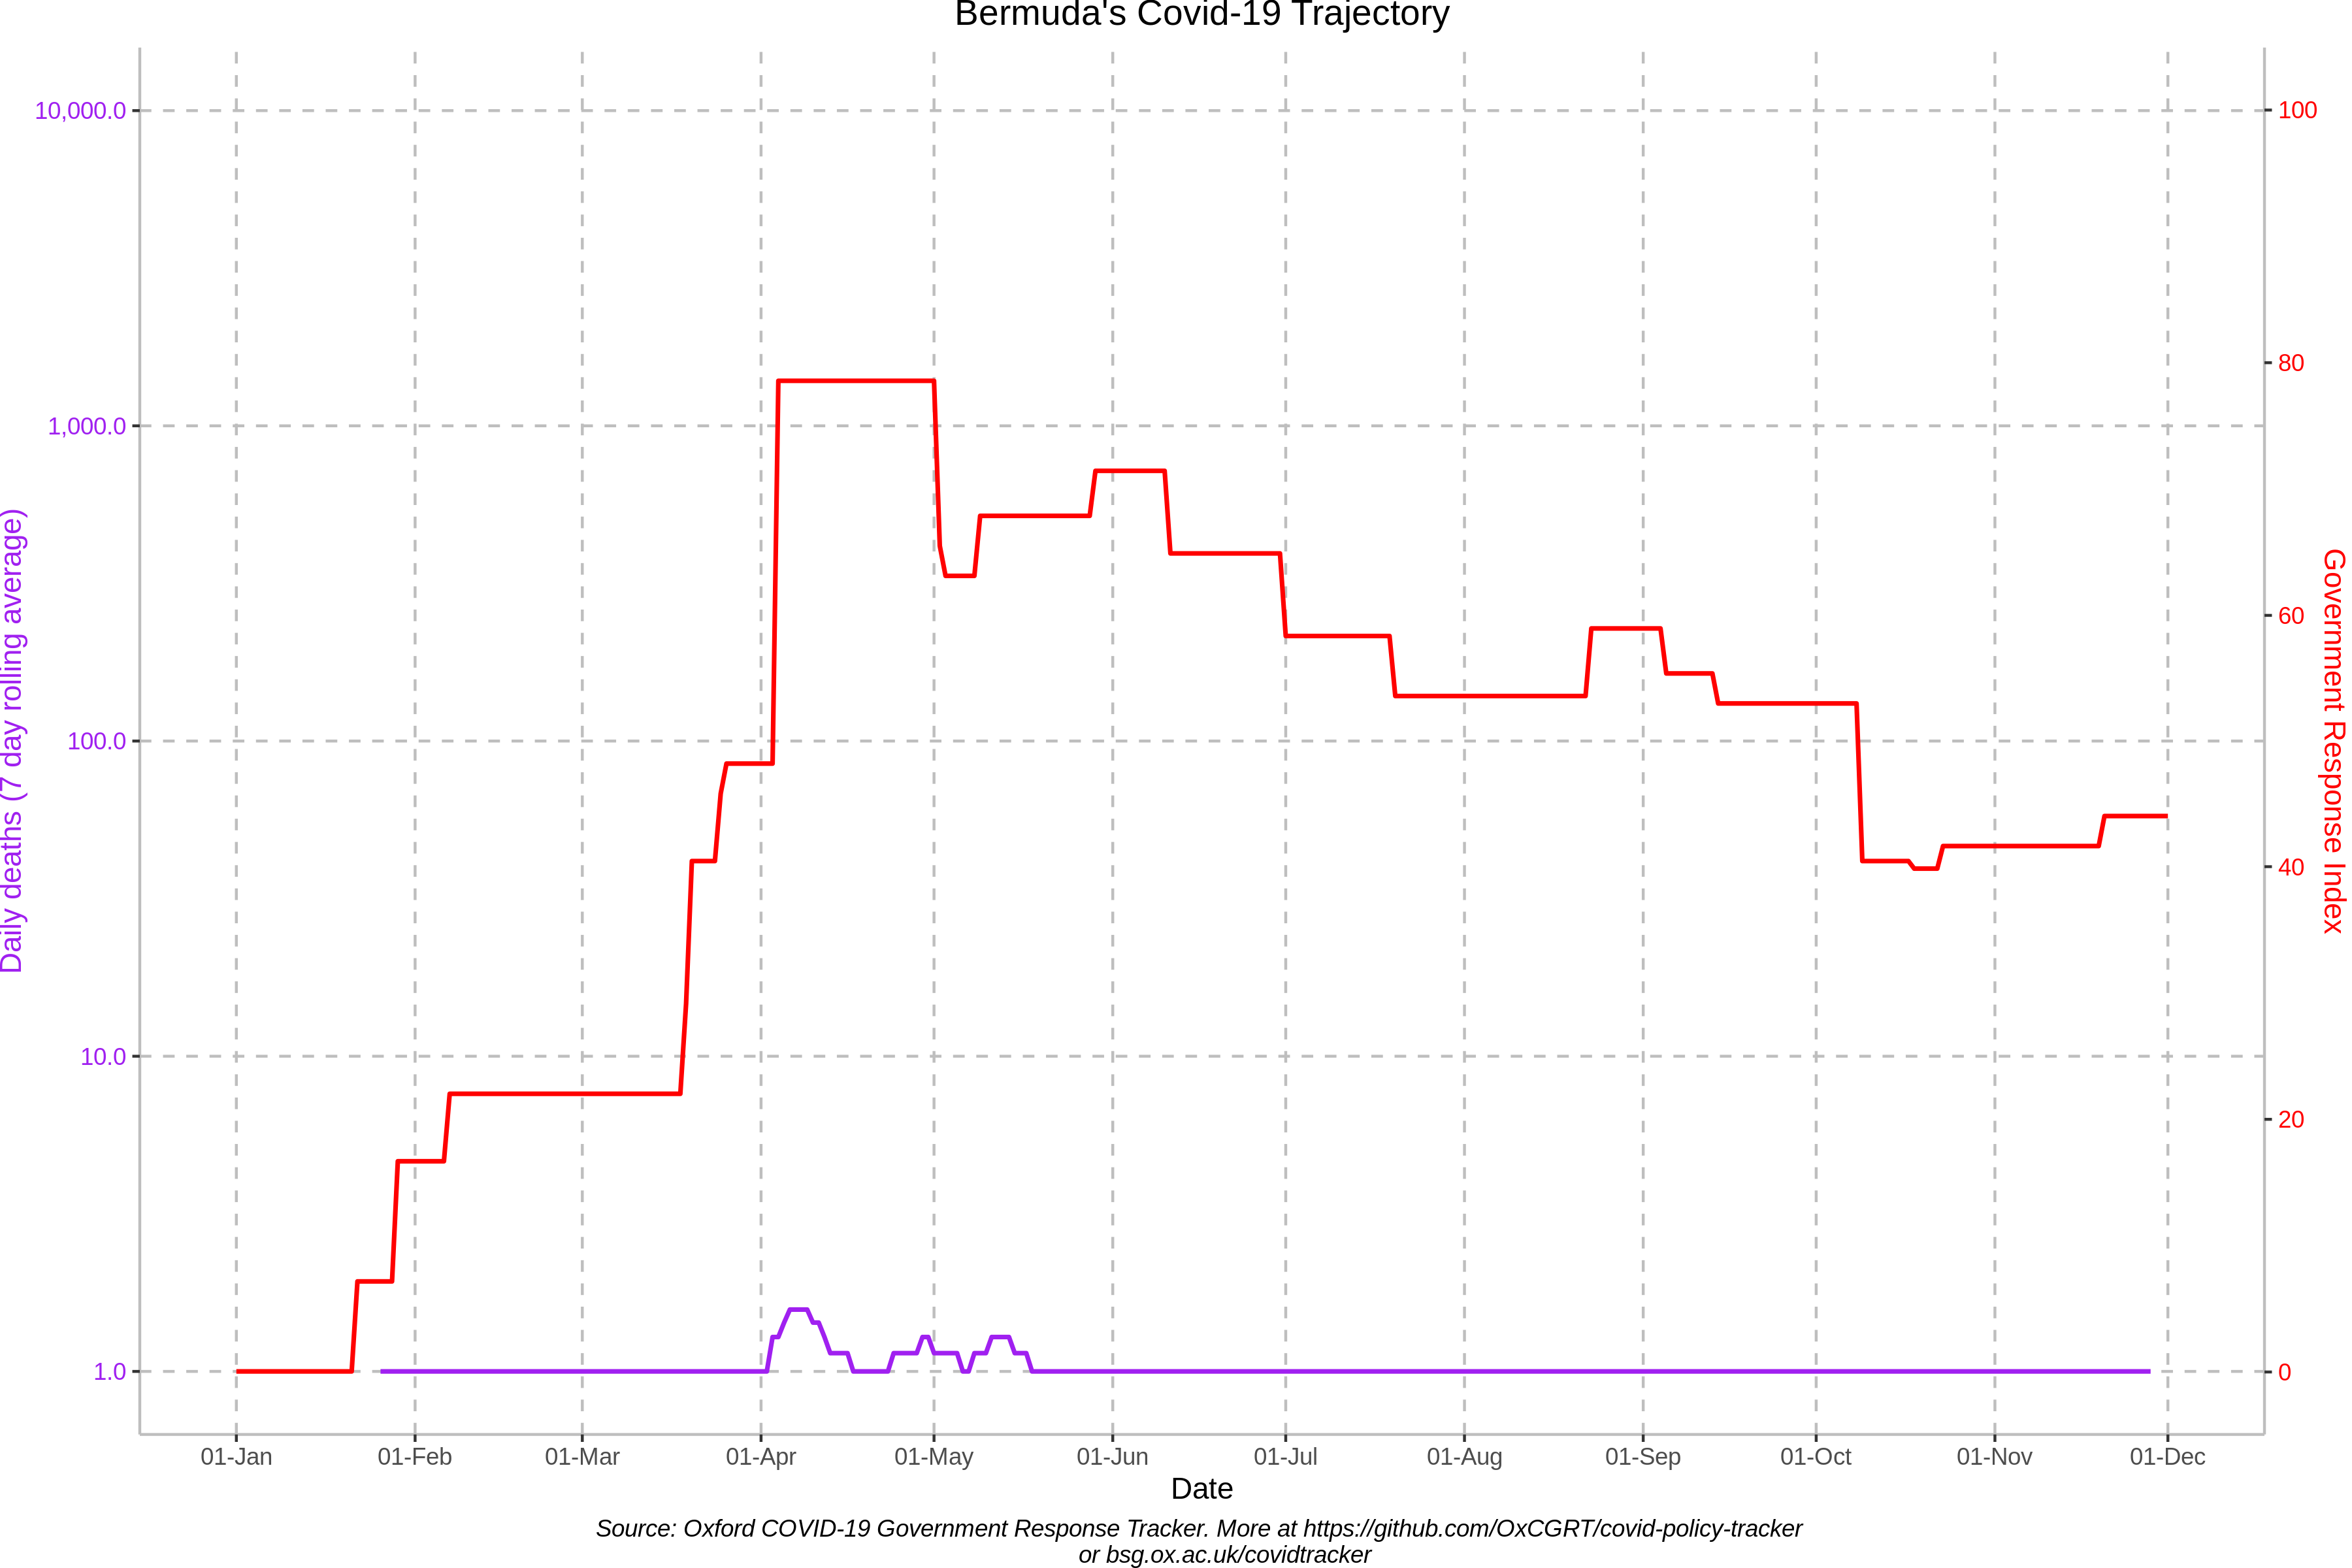 Bermuda's Covid-19 Trajectory
10,000.0
1,000.0
100.0
10.0
1.0
Daily deaths (7 day rolling average)
100
80
60
40
20
0
Government Response Index
01-Jan 01-Feb 01-Mar 01-Apr 01-May 01-Jun 01-Jul 01-Aug 01-Sep 01-Oct 01-Nov 01-Dec
Date
Source: Oxford COVID-19 Government Response Tracker. More at https://github.com/OxCGRT/covid-policy-tracker
or bsg.ox.ac.uk/covidtracker